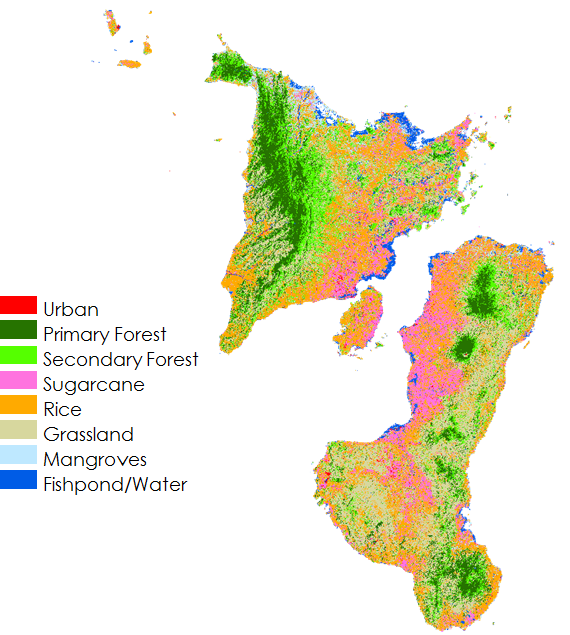 Urban
Primary Forest
Secondary Forest
Sugarcane
Rice
Grassland
Mangroves
Fishpond/Water